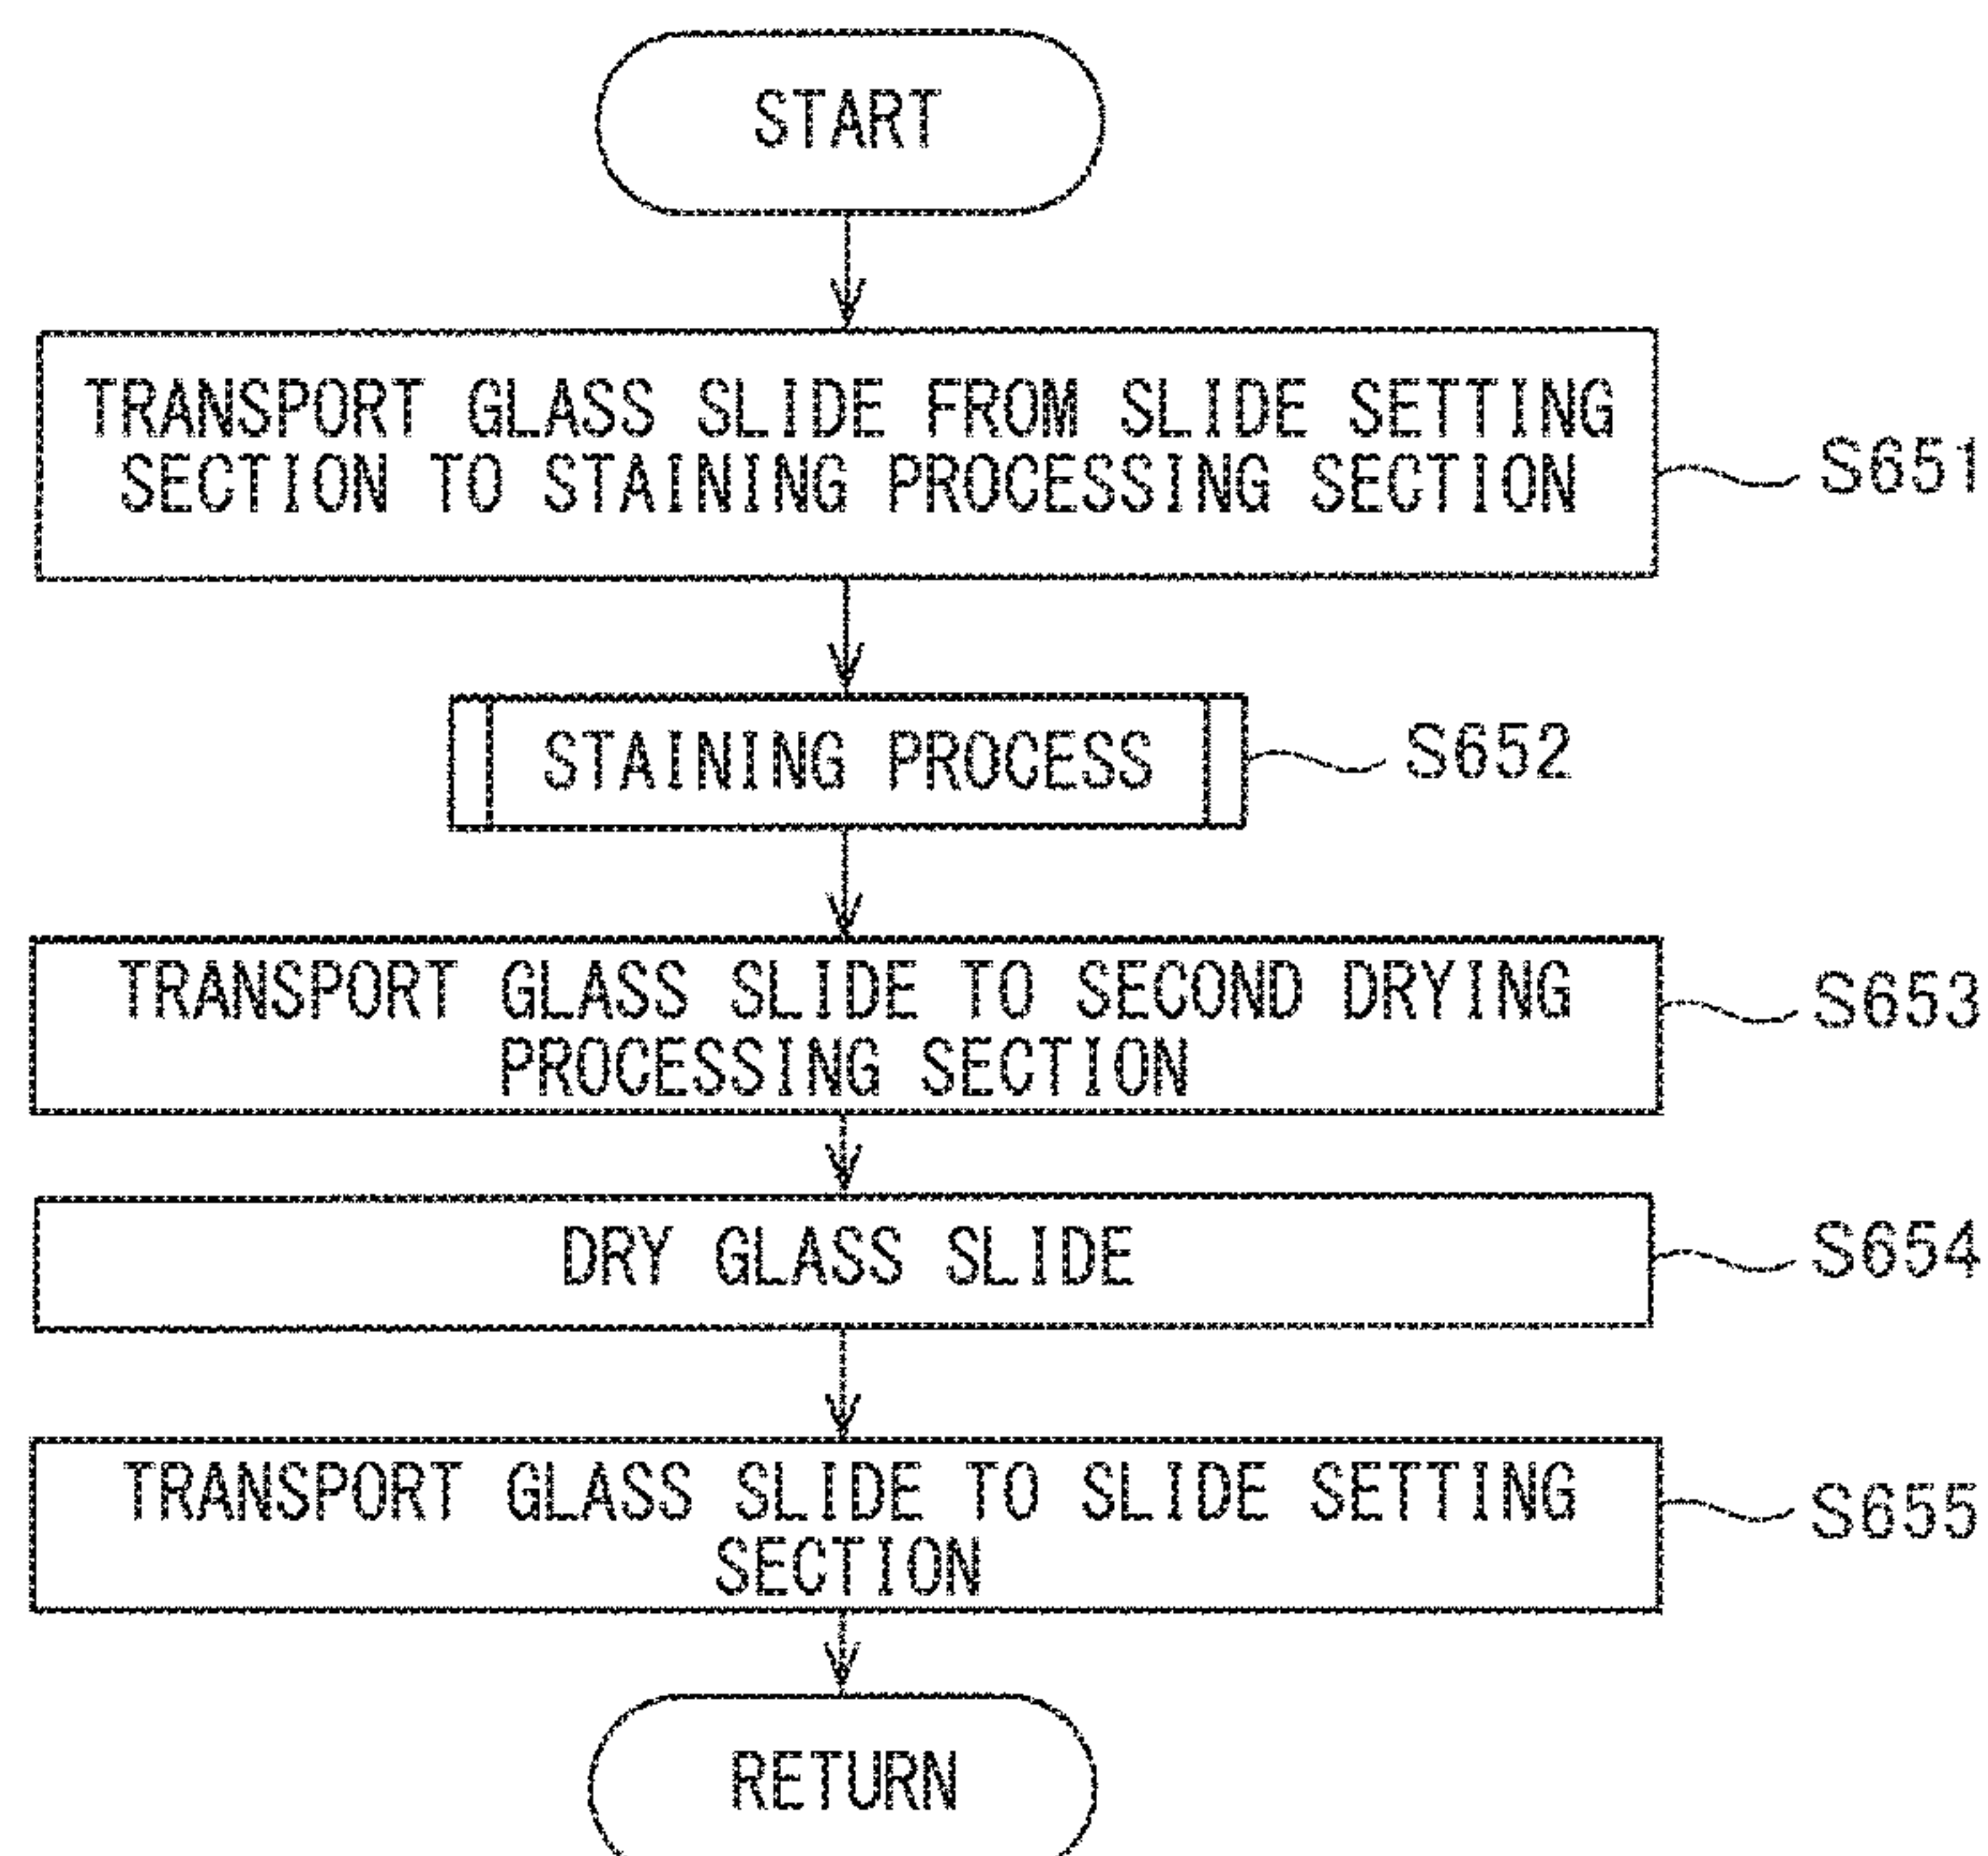 START
TRANSPORT GLASS SLIDE FROM SLIDE SETTING
SECTION TO STAINING PROCESSING SECTION
S651
STAINING PROCESS
S652
TRANSPORT GLASS SLIDE TO SECOND DRYING
PROCESSING SECTION
S653
DRY GLASS SLIDE
S654
TRANSPORT GLASS SLIDE TO SLIDE SETTING
SECTION
S655
RETURN